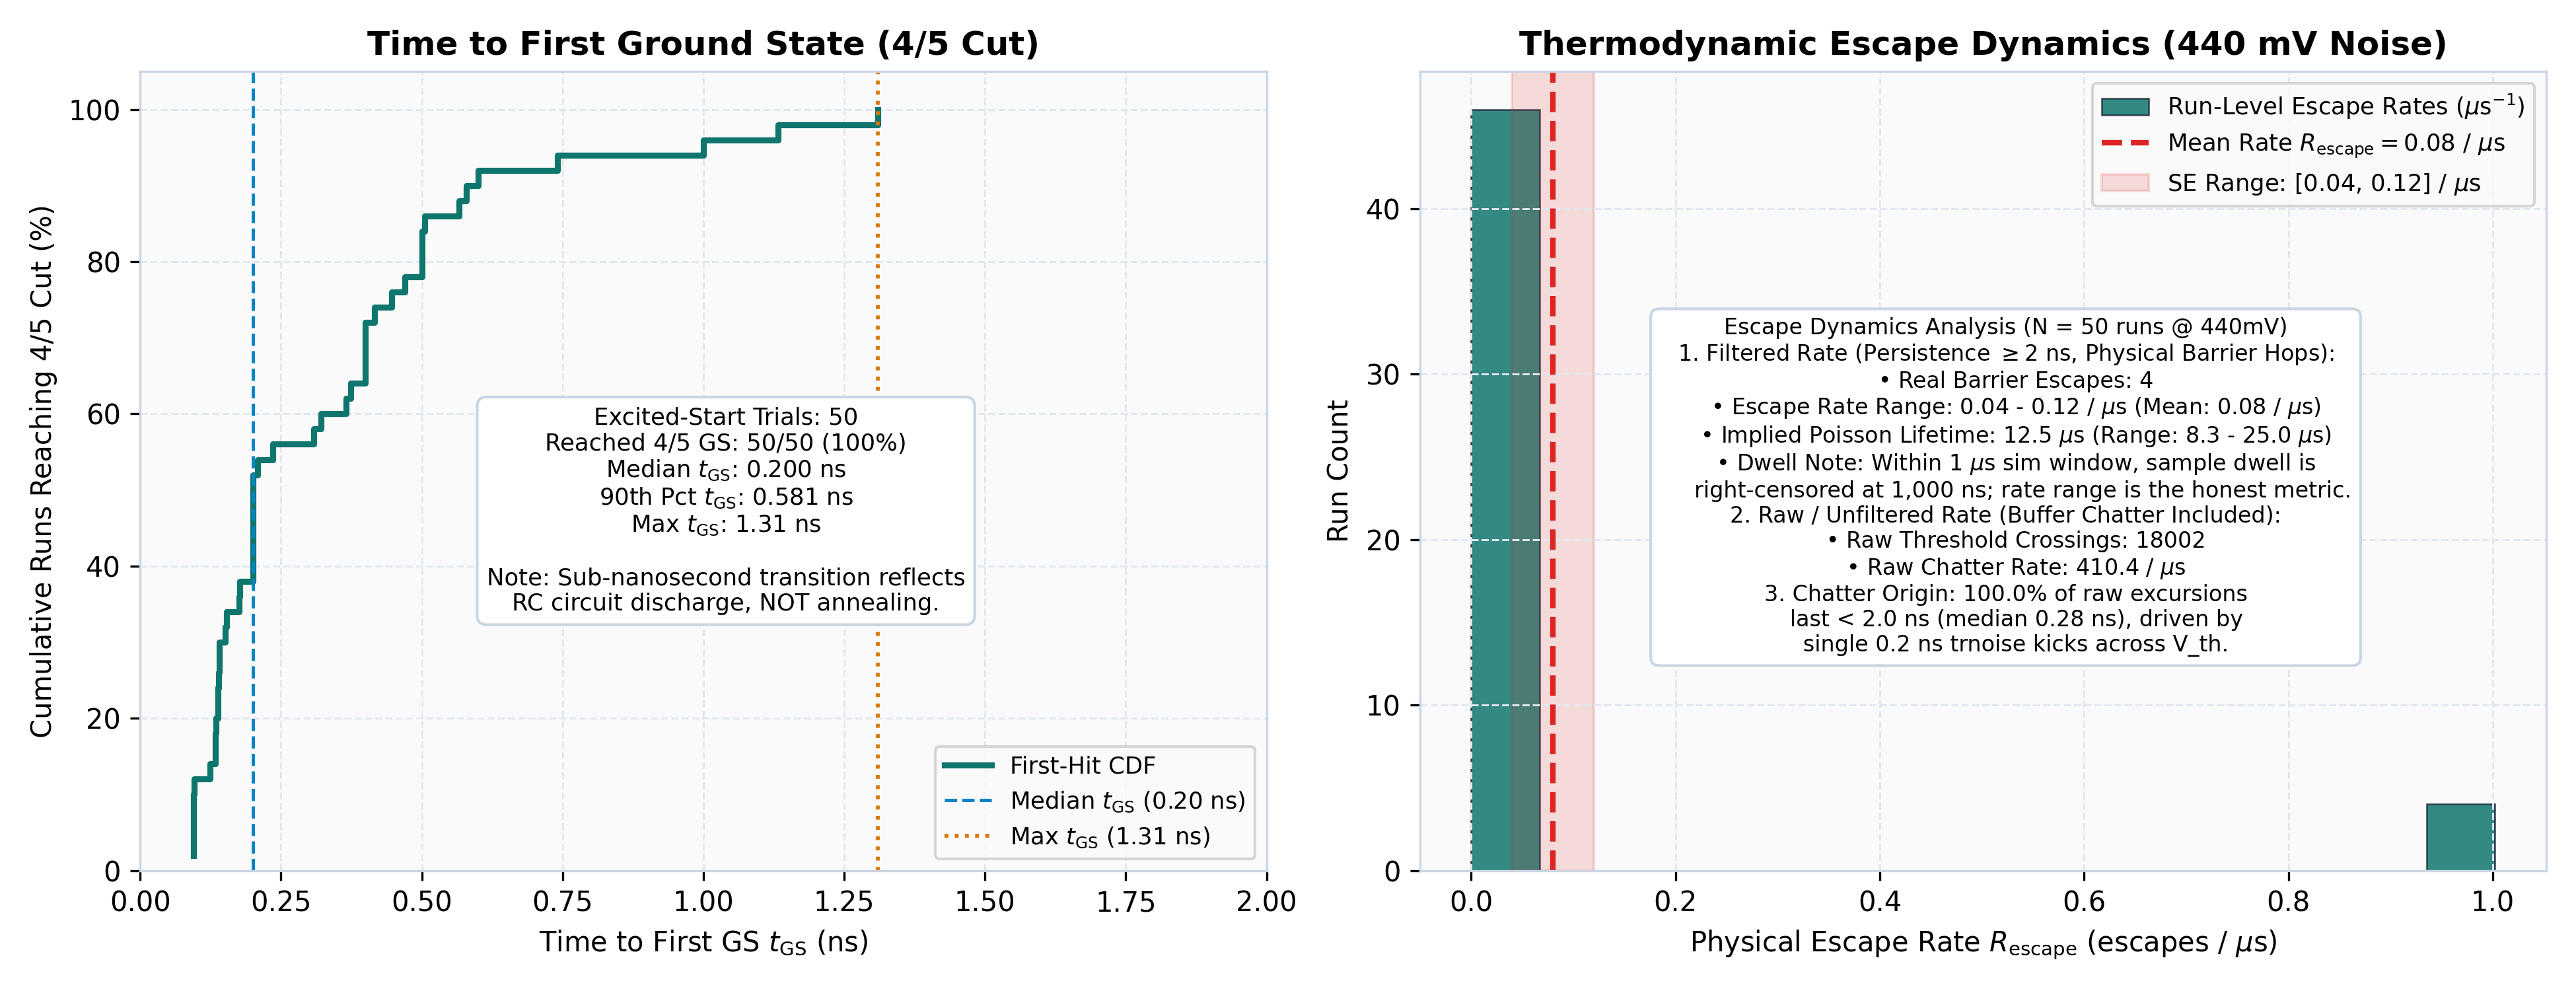 Time to First Ground State (4/5 Cut)
Cumulative Runs Reaching 4/5 Cut (%)
100
80
60
40
20
0
Excited-Start Trials: 50
Reached 4/5 GS: 50/50 (100%)
Median t_GS: 0.200 ns
90th Pct t_GS: 0.581 ns
Max t_GS: 1.31 ns
Note: Sub-nanosecond transition reflects
RC circuit discharge, NOT annealing.
First-Hit CDF
Median t_GS (0.20 ns)
Max t_GS (1.31 ns)
0.00 0.25 0.50 0.75 1.00 1.25 1.50 1.75 2.00
Time to First GS t_GS (ns)
Thermodynamic Escape Dynamics (440 mV Noise)
Run Count
40
30
20
10
0
Run-Level Escape Rates (μs⁻¹)
Mean Rate R_escape = 0.08 / μs
SE Range: [0.04, 0.12] / μs
Escape Dynamics Analysis (N = 50 runs @ 440mV)
1. Filtered Rate (Persistence ≥2 ns, Physical Barrier Hops):
• Real Barrier Escapes: 4
• Escape Rate Range: 0.04 - 0.12 / μs (Mean: 0.08 / μs)
• Implied Poisson Lifetime: 12.5 μs (Range: 8.3 - 25.0 μs)
• Dwell Note: Within 1 μs sim window, sample dwell is
right-censored at 1,000 ns; rate range is the honest metric.
2. Raw / Unfiltered Rate (Buffer Chatter Included):
• Raw Threshold Crossings: 18002
• Raw Chatter Rate: 410.4 / μs
3. Chatter Origin: 100.0% of raw excursions
last < 2.0 ns (median 0.28 ns), driven by
single 0.2 ns trnoise kicks across V_th.
0.0 0.2 0.4 0.6 0.8 1.0
Physical Escape Rate R_escape (escapes / μs)